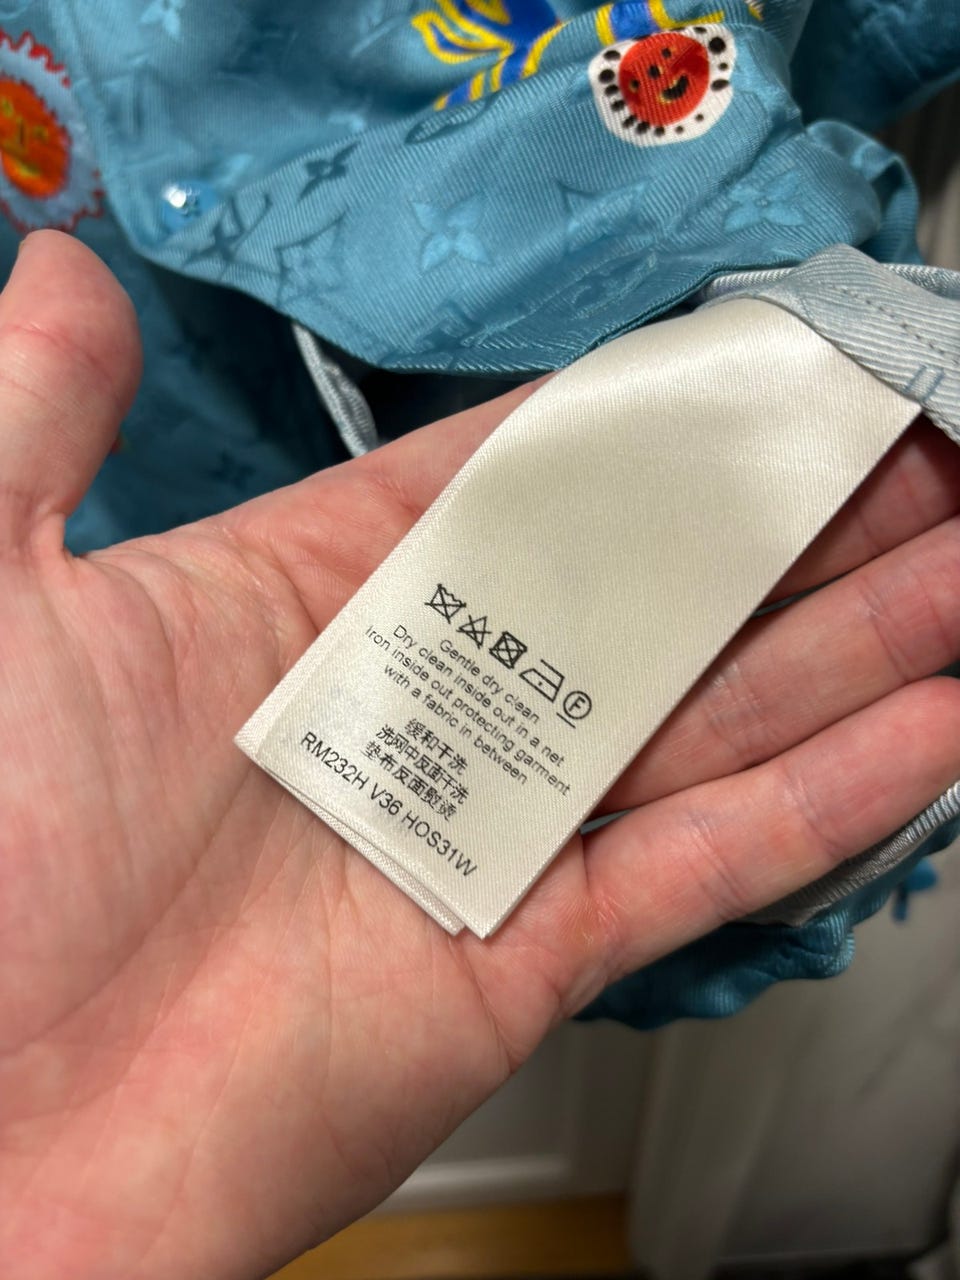 Gentle dry clean
Dry clean inside out in a net
Iron inside out protecting garment
with a fabric in between
缓和干洗
洗网中反面干洗
垫布反面熨烫
RM232H V36 HOS31W
F